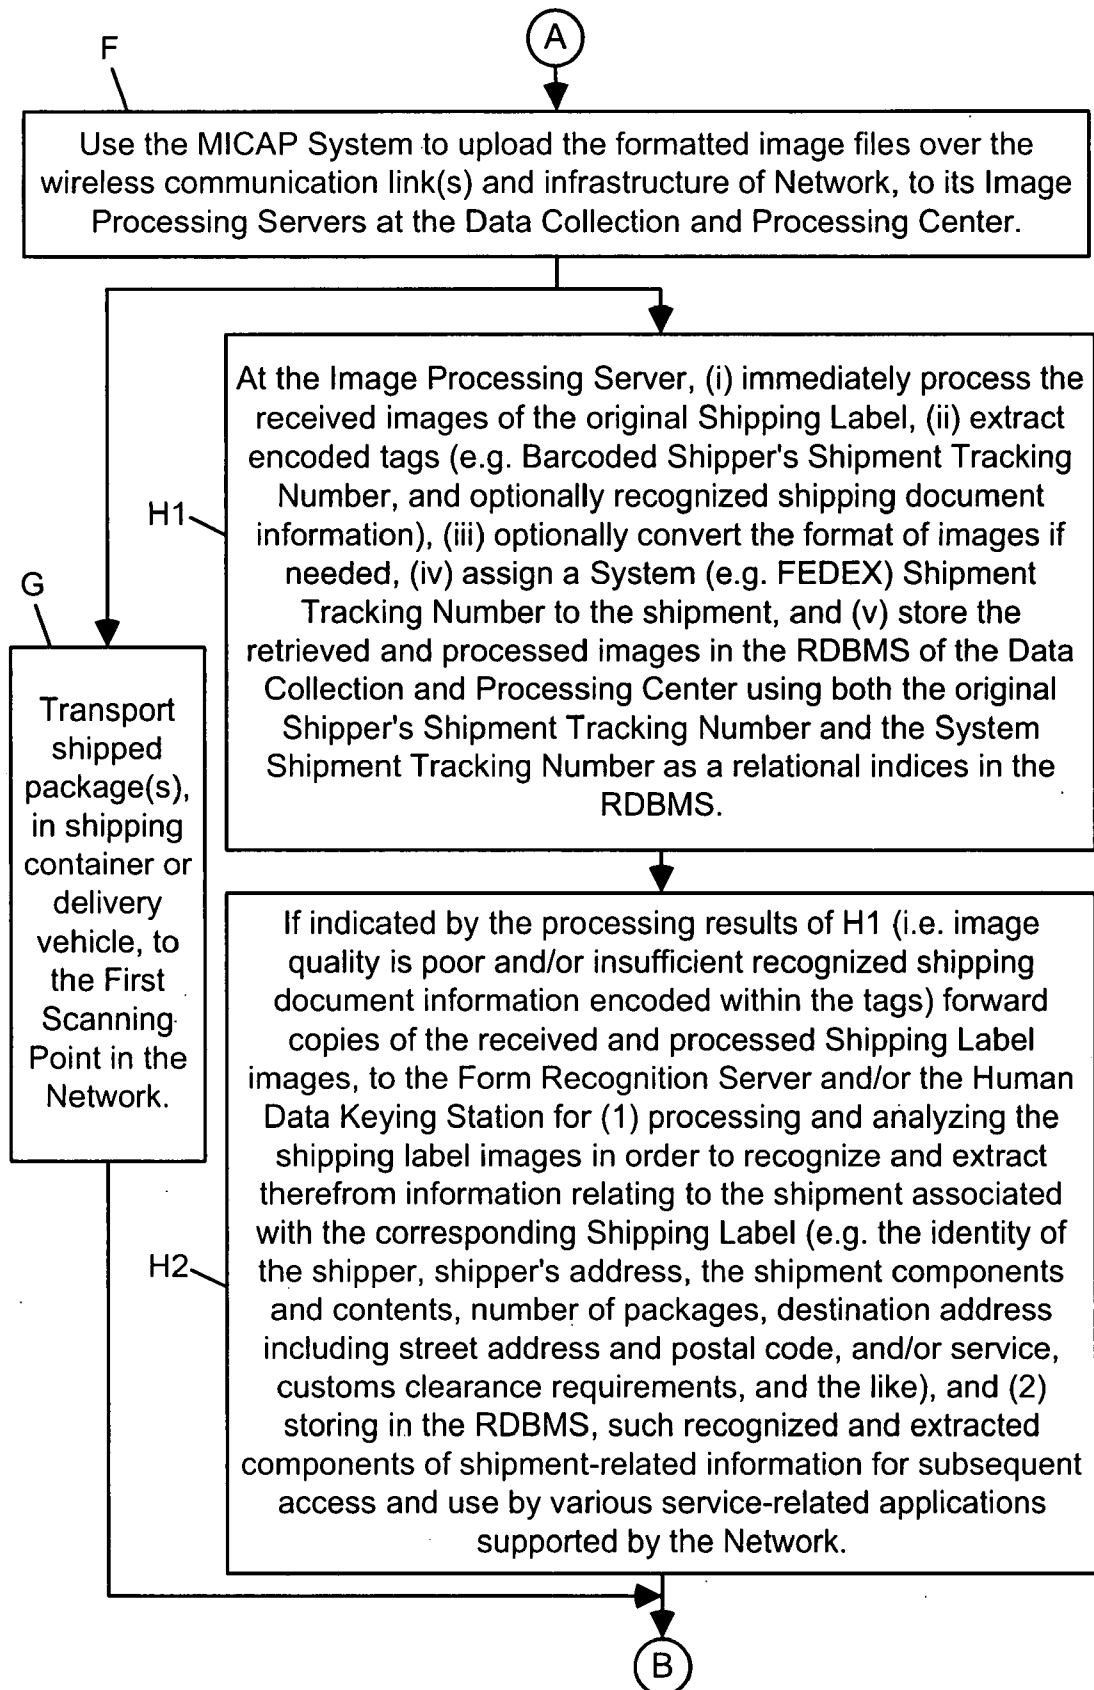 A
F
Use the MICAP System to upload the formatted image files over the
wireless communication link(s) and infrastructure of Network, to its Image
Processing Servers at the Data Collection and Processing Center.
H1
At the Image Processing Server, (i) immediately process the
received images of the original Shipping Label, (ii) extract
encoded tags (e.g. Barcoded Shipper's Shipment Tracking
Number, and optionally recognized shipping document
information), (iii) optionally convert the format of images if
needed, (iv) assign a System (e.g. FEDEX) Shipment
Tracking Number to the shipment, and (v) store the
retrieved and processed images in the RDBMS of the Data
Collection and Processing Center using both the original
Shipper's Shipment Tracking Number and the System
Shipment Tracking Number as a relational indices in the
RDBMS.
G
Transport
shipped
package(s),
in shipping
container or
delivery
vehicle, to
the First
Scanning
Point in the
Network.
H2
If indicated by the processing results of H1 (i.e. image
quality is poor and/or insufficient recognized shipping
document information encoded within the tags) forward
copies of the received and processed Shipping Label
images, to the Form Recognition Server and/or the Human
Data Keying Station for (1) processing and analyzing the
shipping label images in order to recognize and extract
therefrom information relating to the shipment associated
with the corresponding Shipping Label (e.g. the identity of
the shipper, shipper's address, the shipment components
and contents, number of packages, destination address
including street address and postal code, and/or service,
customs clearance requirements, and the like), and (2)
storing in the RDBMS, such recognized and extracted
components of shipment-related information for subsequent
access and use by various service-related applications
supported by the Network.
B